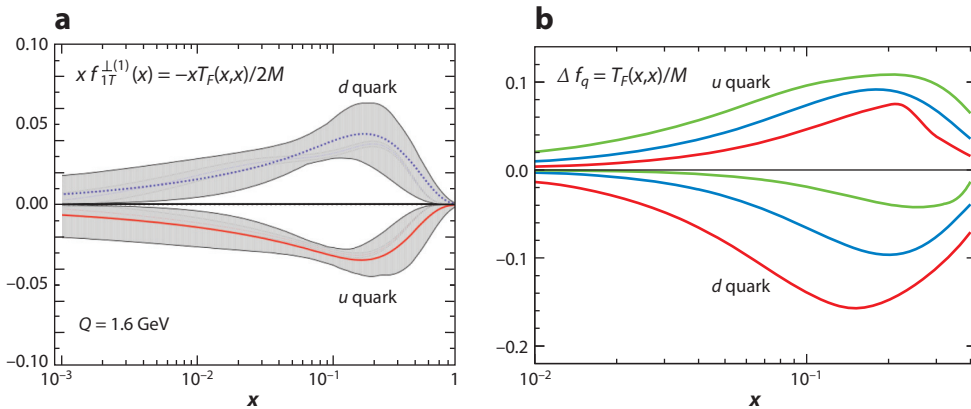 a
x f⊥(1)1T(x) = −xTF(x,x)/2M
d quark
u quark
Q = 1.6 GeV
0.10
0.05
0.00
−0.05
−0.10
10−3
10−2
10−1
1
x
b
Δ fq = TF(x,x)/M
u quark
d quark
0.1
0.0
−0.1
−0.2
10−2
10−1
x